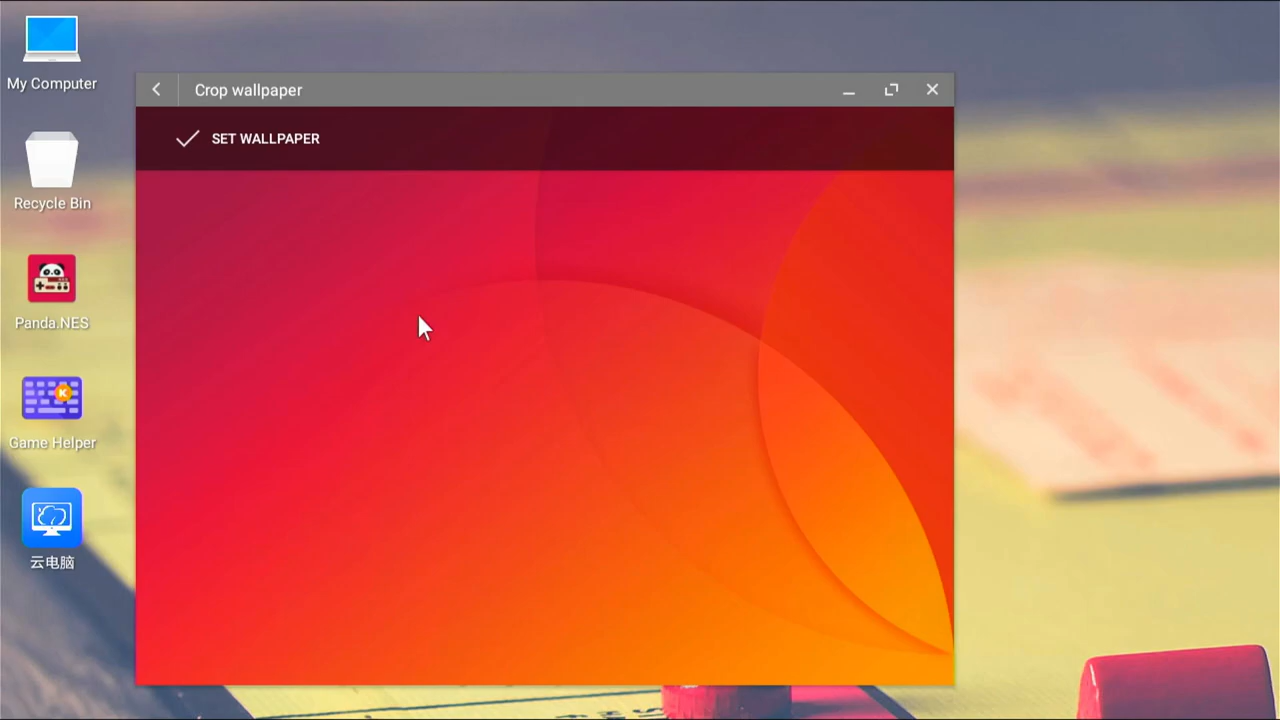 My Computer
Crop wallpaper
SET WALLPAPER
Recycle Bin
Panda.NES
K
Game Helper
云电脑